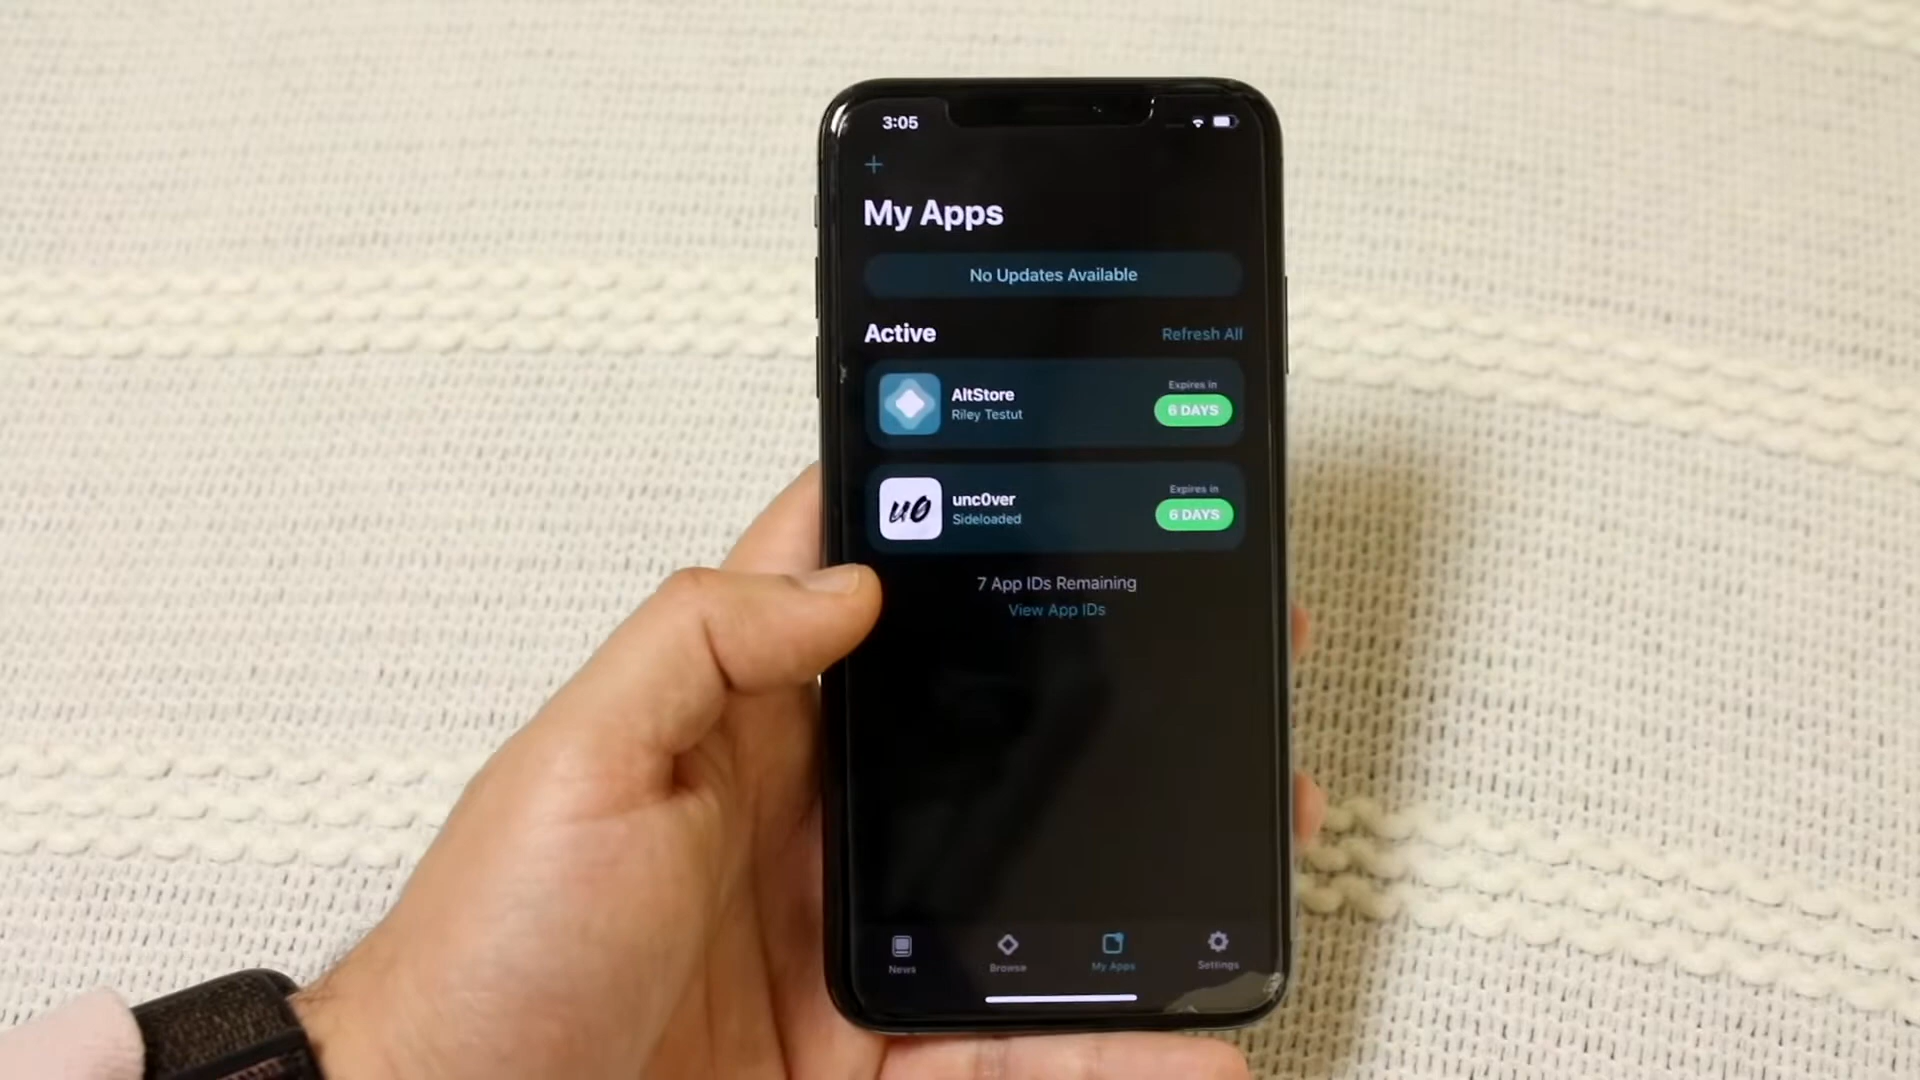 3:05
+
My Apps
No Updates Available
Active
Refresh All
AltStore
Riley Testut
Expires in
6 DAYS
u0
unc0ver
Sideloaded
Expires in
6 DAYS
7 App IDs Remaining
View App IDs
News
Browse
My Apps
Settings